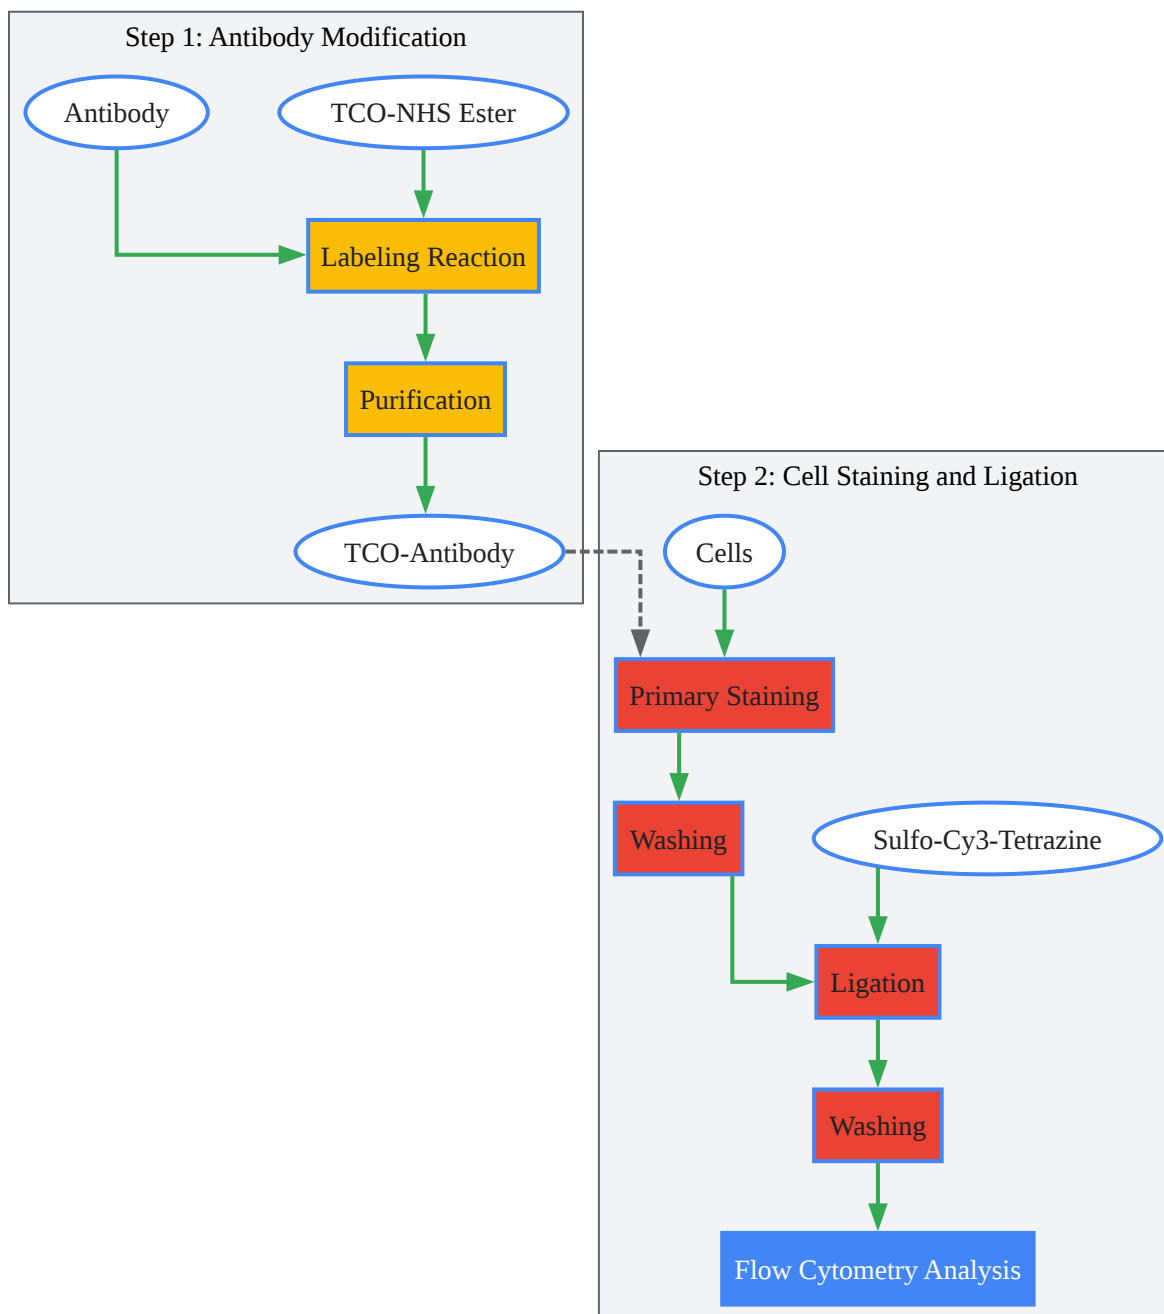 Step 1: Antibody Modification
Antibody
TCO-NHS Ester
Labeling Reaction
Purification
TCO-Antibody
Step 2: Cell Staining and Ligation
Cells
Primary Staining
Washing
Sulfo-Cy3-Tetrazine
Ligation
Washing
Flow Cytometry Analysis